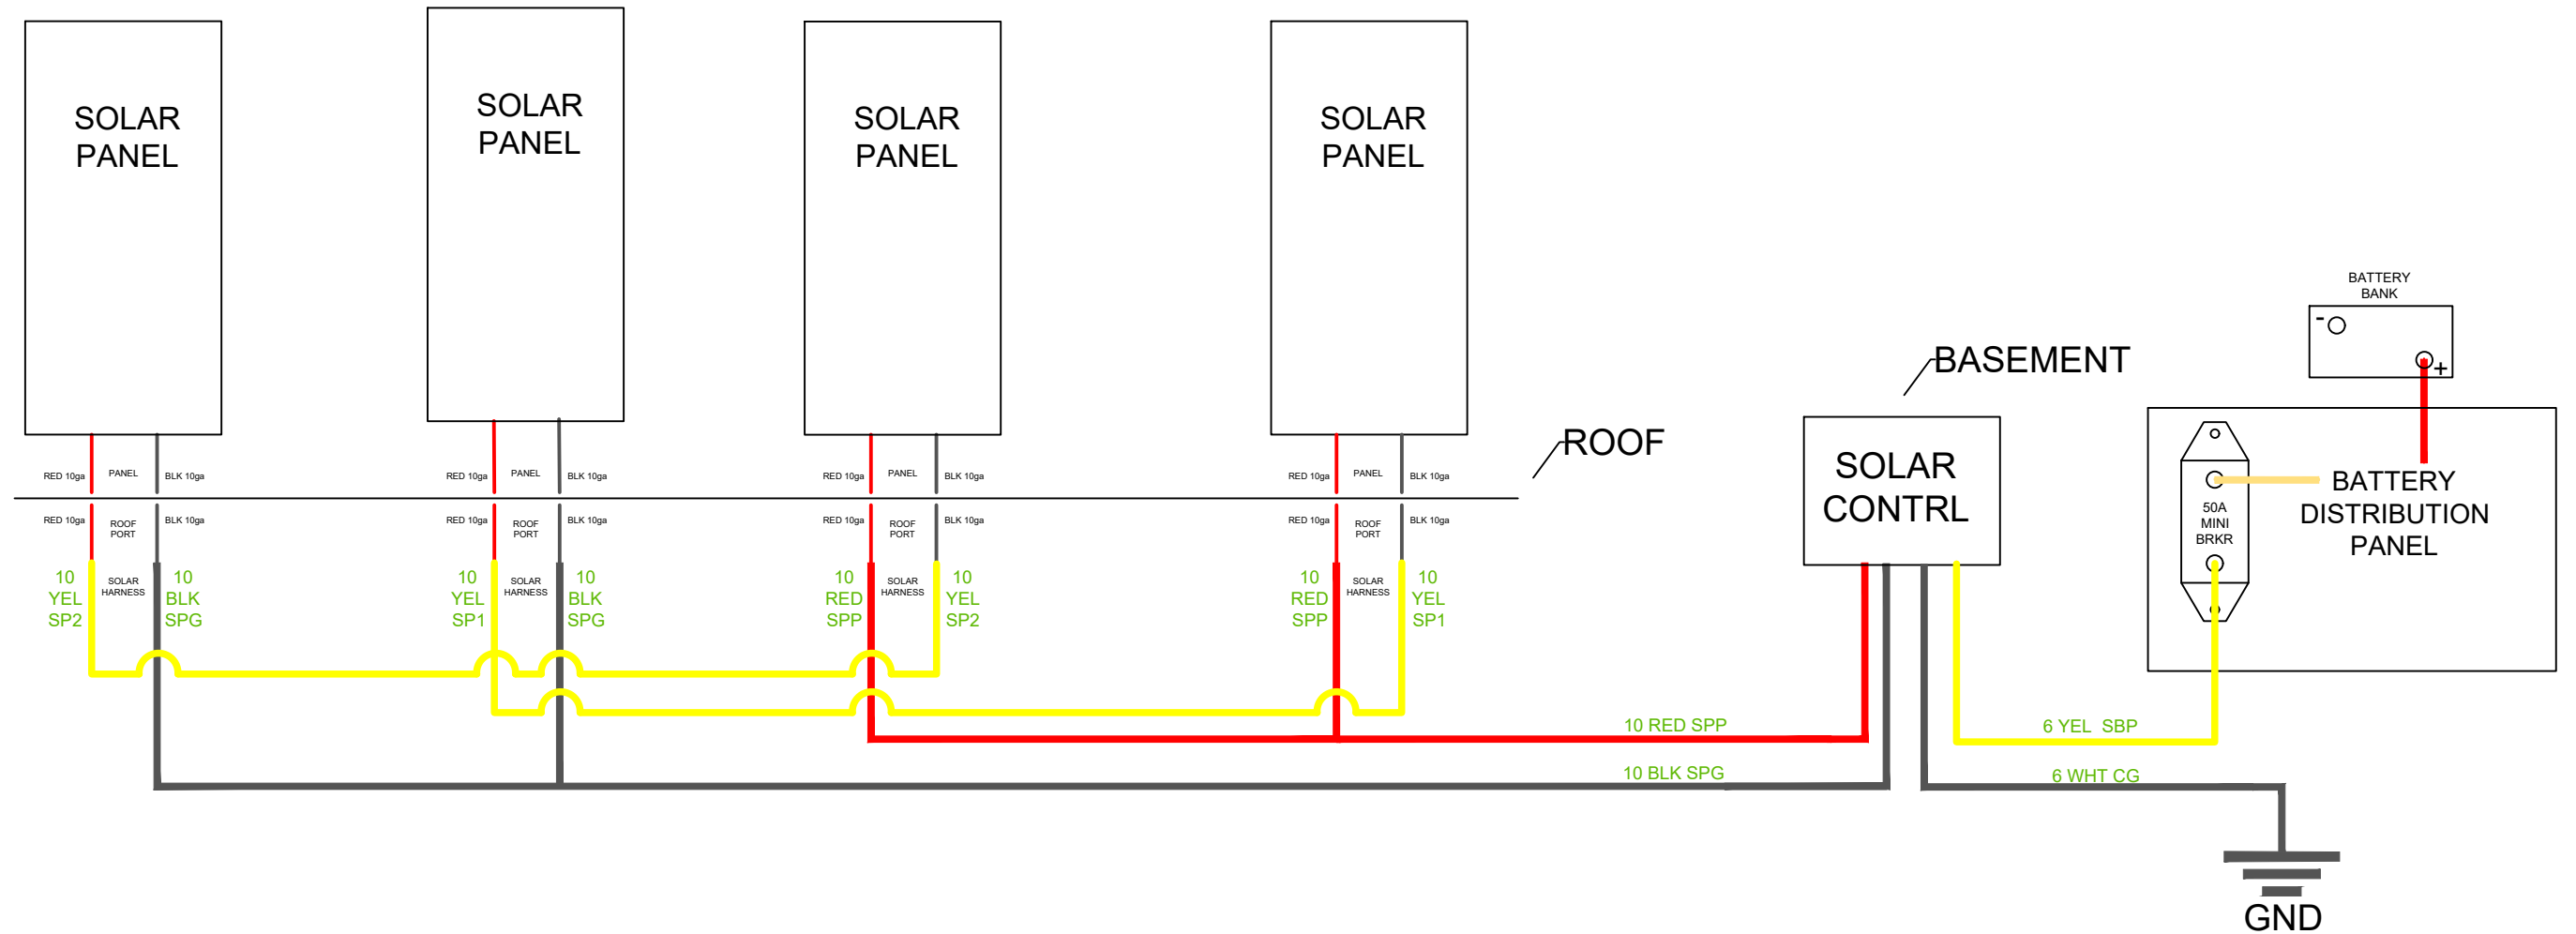 SOLAR
PANEL
SOLAR
PANEL
SOLAR
PANEL
SOLAR
PANEL
BATTERY
BANK
-
+
BASEMENT
ROOF
RED 10ga PANEL BLK 10ga
RED 10ga PANEL BLK 10ga
RED 10ga PANEL BLK 10ga
RED 10ga PANEL BLK 10ga
SOLAR
CONTRL
50A
MINI
BRKR
BATTERY
DISTRIBUTION
PANEL
RED 10ga ROOF BLK 10ga
PORT
RED 10ga ROOF BLK 10ga
PORT
RED 10ga ROOF BLK 10ga
PORT
RED 10ga ROOF BLK 10ga
PORT
10
YEL
SP2
SOLAR
HARNESS
10
BLK
SPG
10
YEL
SP1
SOLAR
HARNESS
10
BLK
SPG
10
RED
SPP
SOLAR
HARNESS
10
YEL
SP2
10
RED
SPP
SOLAR
HARNESS
10
YEL
SP1
10 RED SPP
6 YEL SBP
10 BLK SPG
6 WHT CG
GND